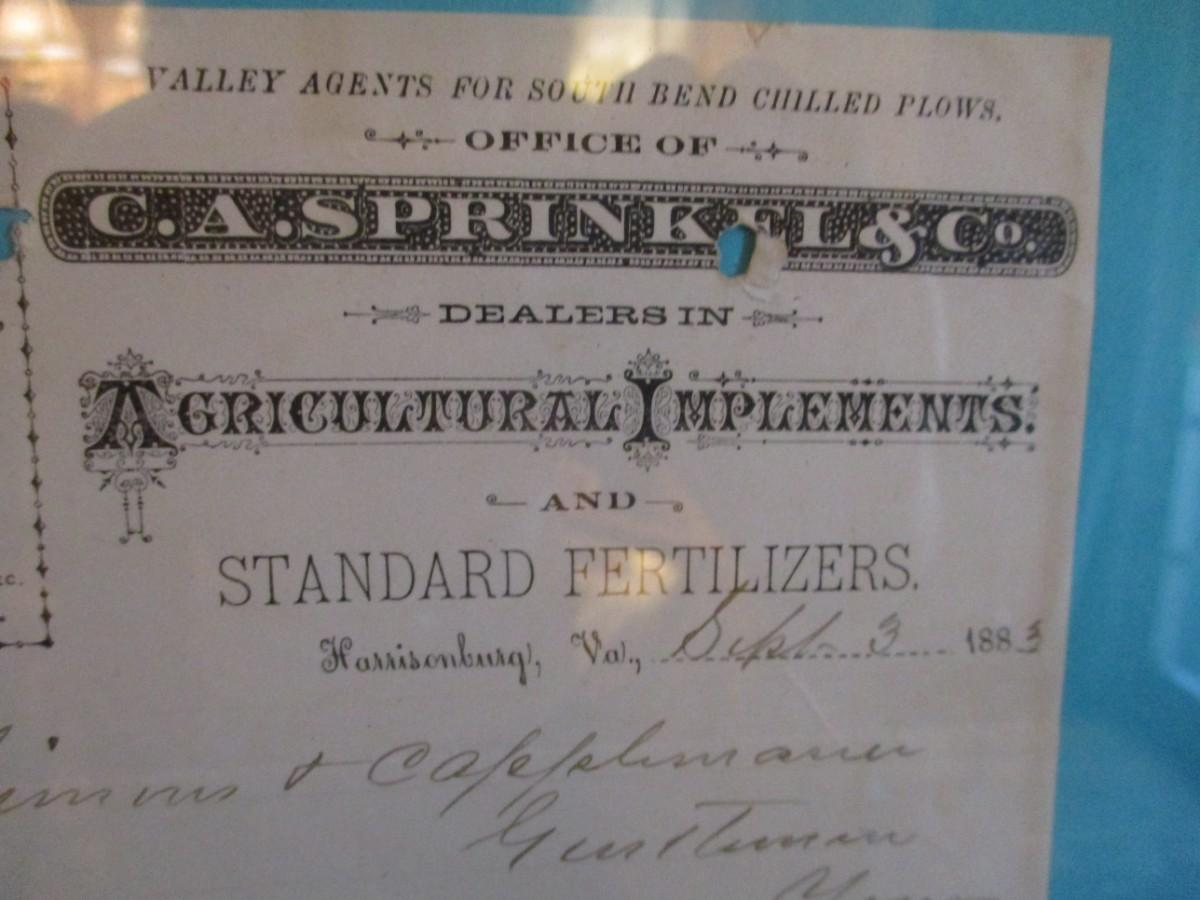 VALLEY AGENTS FOR SOUTH BEND CHILLED PLOWS.
OFFICE OF
C. A. SPRINKEL & Co.
DEALERS IN
AGRICULTURAL IMPLEMENTS
AND
STANDARD FERTILIZERS.
Harrisonburg, Va., Sept. 3 1883
&
Gentlemen